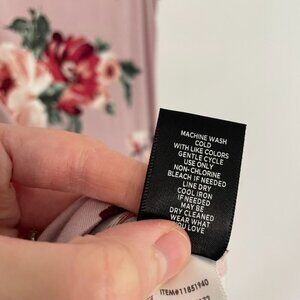 MACHINE WASH
COLD
WITH LIKE COLORS
GENTLE CYCLE
USE ONLY
NON-CHLORINE
BLEACH IF NEEDED
LINE DRY
COOL IRON
IF NEEDED
MAY BE
DRY CLEANED
WEAR WHAT
YOU LOVE
ITEM#11851940